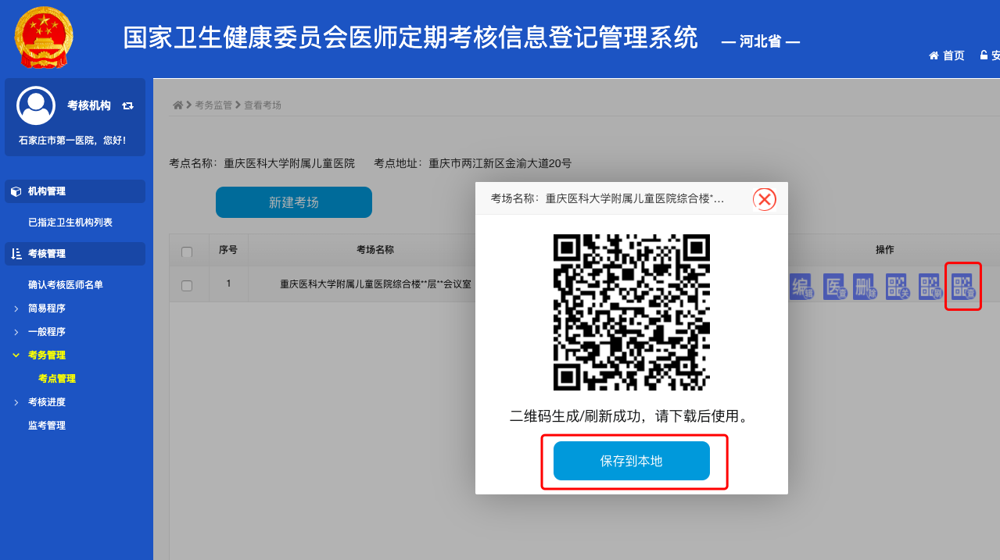 国家卫生健康委员会医师定期考核信息登记管理系统 — 河北省 —
首页 安
考核机构
石家庄市第一医院，您好！
机构管理
已指定卫生机构列表
考核管理
确认考核医师名单
简易程序
一般程序
考务管理
考点管理
考核进度
监考管理
考务监管 查看考场
考点名称：重庆医科大学附属儿童医院 考点地址：重庆市两江新区金渝大道20号
新建考场
序号 考场名称 操作
1 重庆医科大学附属儿童医院综合楼**层**会议室 编辑 医查 删除 关 刷 查
考场名称：重庆医科大学附属儿童医院综合楼*...
二维码生成/刷新成功，请下载后使用。
保存到本地